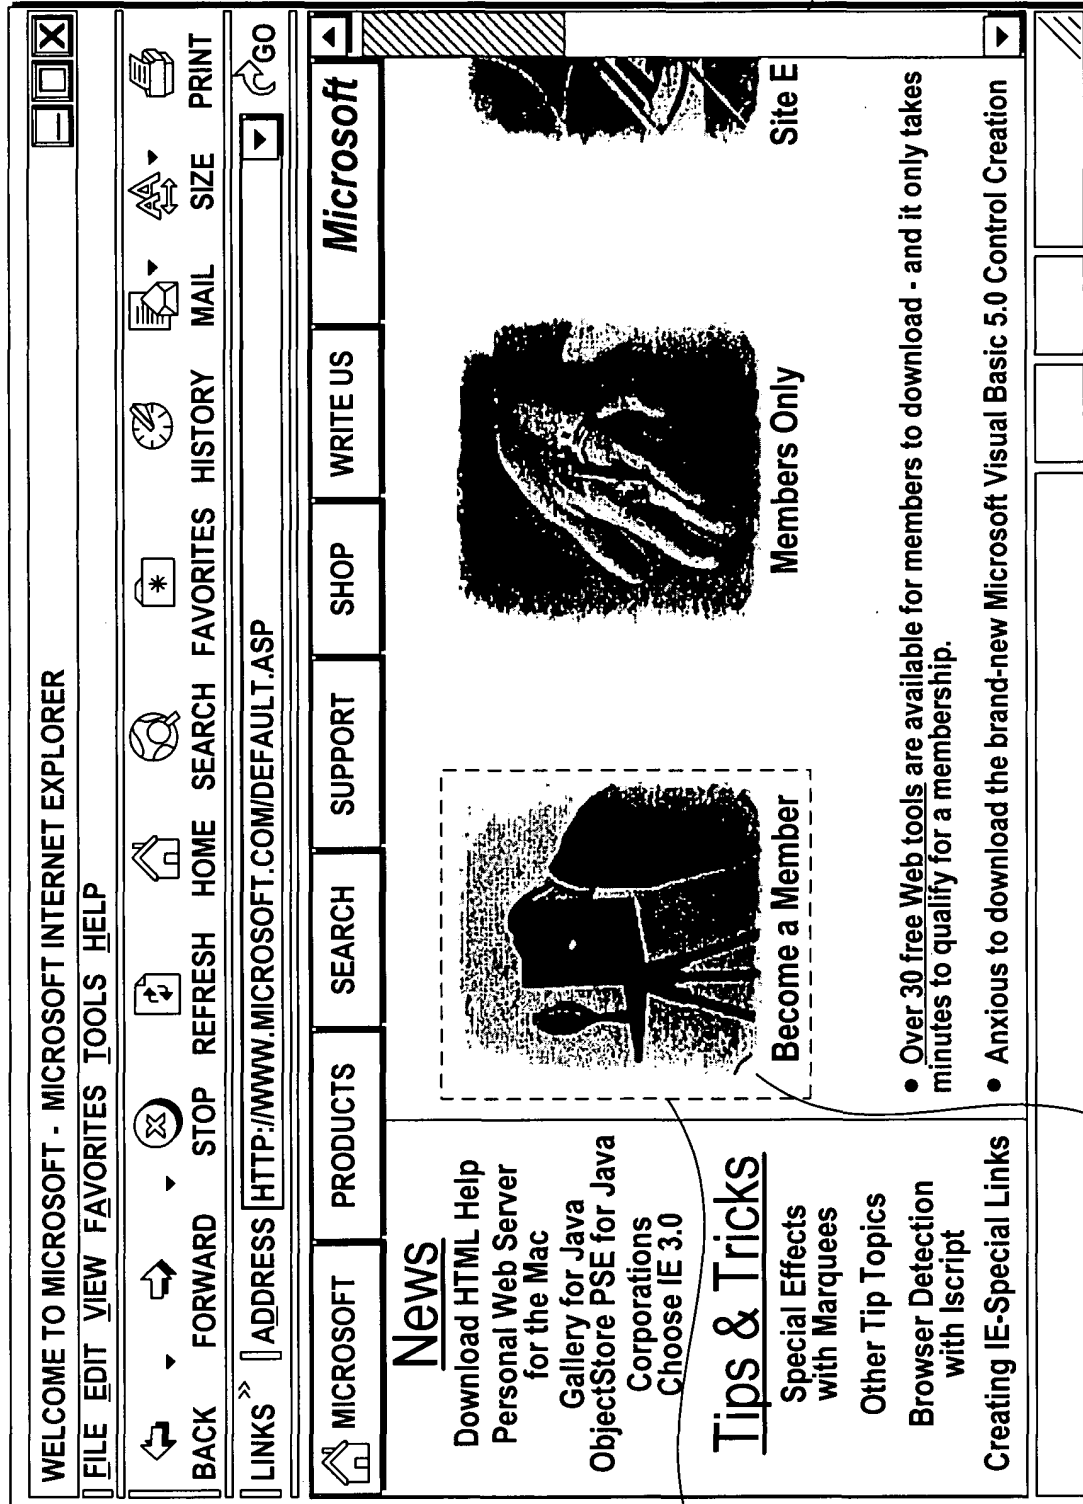 WELCOME TO MICROSOFT - MICROSOFT INTERNET EXPLORER
FILE EDIT VIEW FAVORITES TOOLS HELP
BACK FORWARD STOP REFRESH HOME SEARCH FAVORITES HISTORY MAIL SIZE PRINT
LINKS » ADDRESS HTTP://WWW.MICROSOFT.COM/DEFAULT.ASP GO
MICROSOFT PRODUCTS SEARCH SUPPORT SHOP WRITE US Microsoft
News
Download HTML Help
Personal Web Server
for the Mac
Gallery for Java
ObjectStore PSE for Java
Corporations
Choose IE 3.0
Tips & Tricks
Special Effects
with Marquees
Other Tip Topics
Browser Detection
with Iscript
Creating IE-Special Links
Become a Member
Members Only
Site E
• Over 30 free Web tools are available for members to download - and it only takes
minutes to qualify for a membership.
• Anxious to download the brand-new Microsoft Visual Basic 5.0 Control Creation